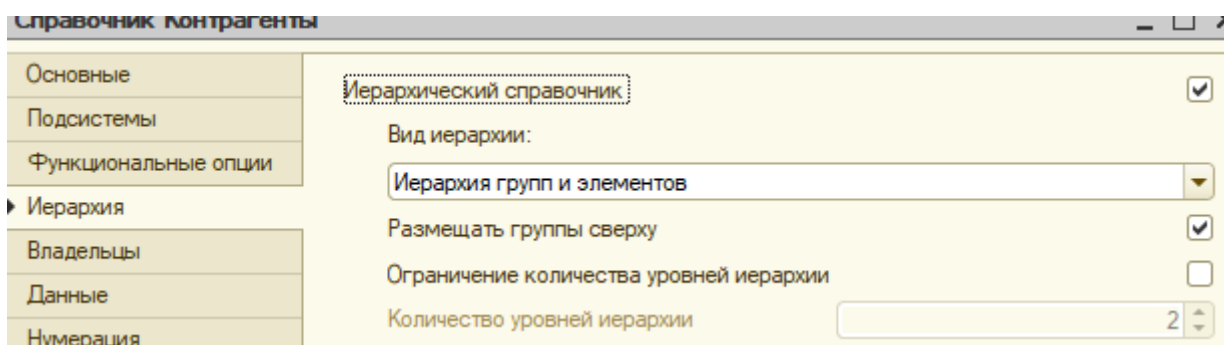 Справочник Контрагенты
Основные
Подсистемы
Функциональные опции
Иерархия
Владельцы
Данные
Нумерация
Иерархический справочник
Вид иерархии:
Иерархия групп и элементов
Размещать группы сверху
Ограничение количества уровней иерархии
Количество уровней иерархии 2